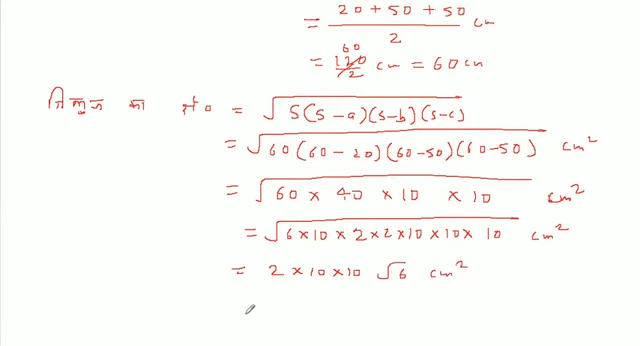 = (20 + 50 + 50)/2 cm
= 120/2 cm = 60 cm
60
त्रिभुज का क्षे० = √(S(S-a)(S-b)(S-c))
= √(60(60-20)(60-50)(60-50)) cm²
= √(60 × 40 × 10 × 10) cm²
= √(6×10×2×2×10×10×10) cm²
= 2×10×10 √6 cm²